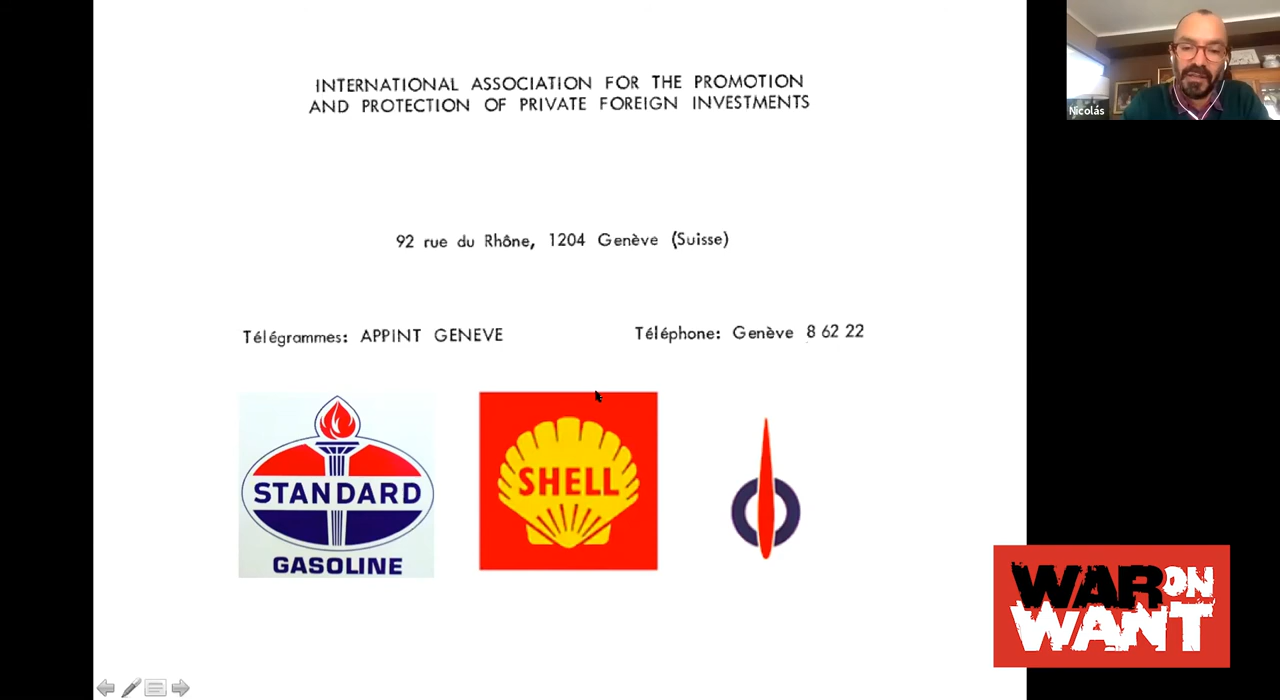 INTERNATIONAL ASSOCIATION FOR THE PROMOTION
AND PROTECTION OF PRIVATE FOREIGN INVESTMENTS
92 rue du Rhône, 1204 Genève (Suisse)
Télégrammes: APPINT GENEVE
Téléphone: Genève 8 62 22
STANDARD
GASOLINE
SHELL
Nicolás
WAR ON
WANT